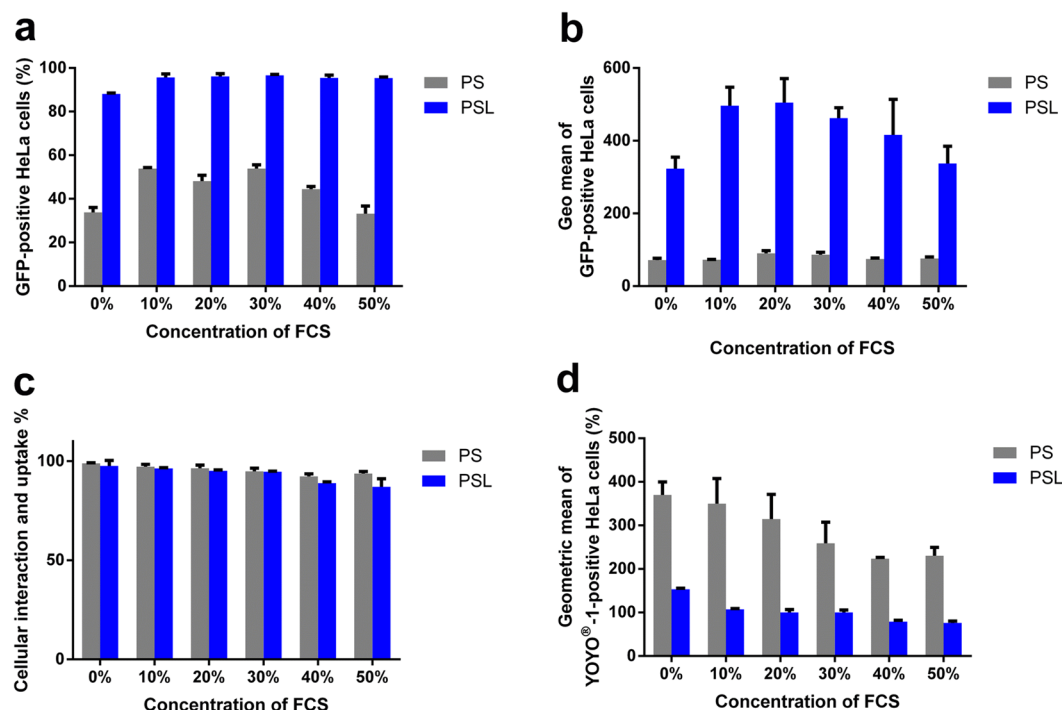 a
GFP-positive HeLa cells (%)
100
80
60
40
20
0
0% 10% 20% 30% 40% 50%
Concentration of FCS
PS
PSL
b
Geo mean of
GFP-positive HeLa cells
600
400
200
0
0% 10% 20% 30% 40% 50%
Concentration of FCS
PS
PSL
c
Cellular interaction and uptake %
100
50
0
0% 10% 20% 30% 40% 50%
Concentration of FCS
PS
PSL
d
Geometric mean of
YOYO®-1-positive HeLa cells (%)
500
400
300
200
100
0
0% 10% 20% 30% 40% 50%
Concentration of FCS
PS
PSL